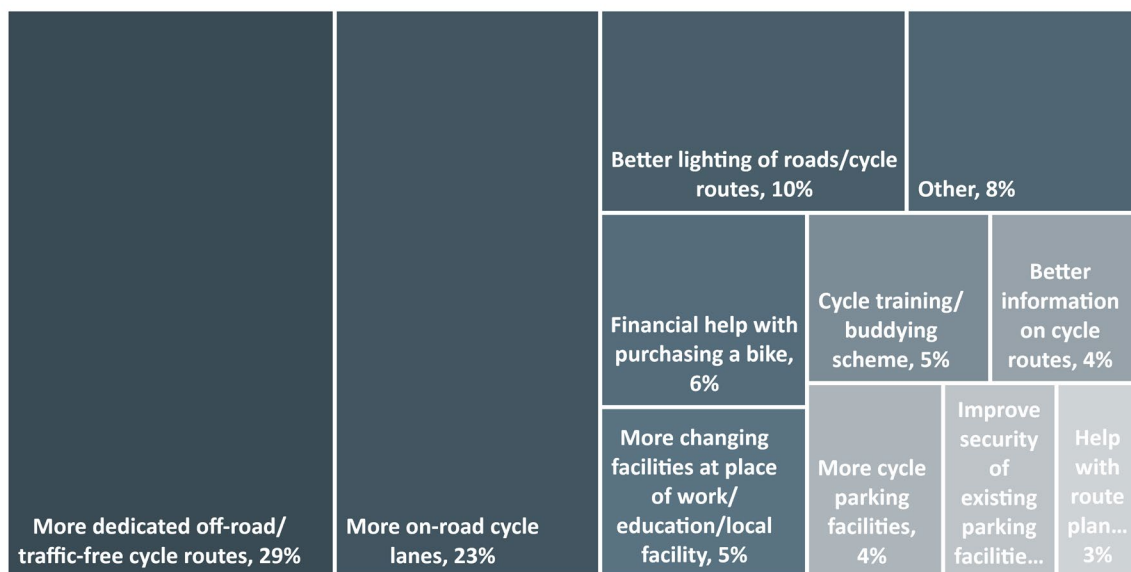 More dedicated off-road/
traffic-free cycle routes, 29%
More on-road cycle
lanes, 23%
Better lighting of roads/cycle
routes, 10%
Other, 8%
Financial help with
purchasing a bike,
6%
Cycle training/
buddying
scheme, 5%
Better
information
on cycle
routes, 4%
More changing
facilities at place
of work/
education/local
facility, 5%
More cycle
parking
facilities,
4%
Improve
security
of
existing
parking
facilitie...
Help
with
route
plan...
3%